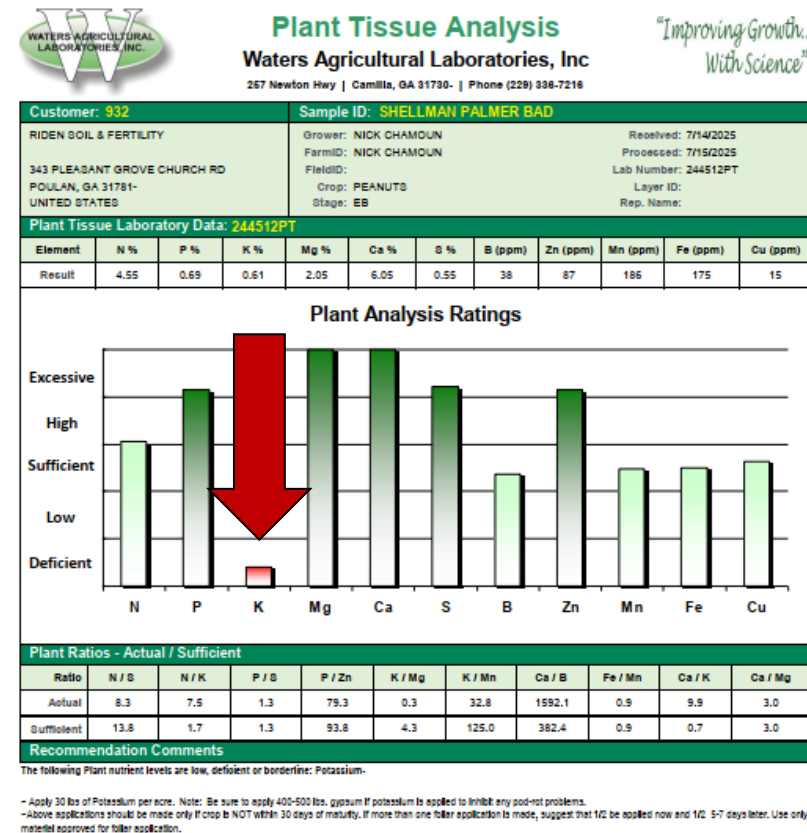 WATERS AGRICULTURAL
LABORATORIES, INC.
Plant Tissue Analysis
Waters Agricultural Laboratories, Inc
257 Newton Hwy | Camilla, GA 31730- | Phone (229) 336-7216
"Improving Growth..
With Science"
Customer: 932
Sample ID: SHELLMAN PALMER BAD
RIDEN SOIL & FERTILITY
343 PLEASANT GROVE CHURCH RD
POULAN, GA 31781-
UNITED STATES
Grower: NICK CHAMOUN
FarmID: NICK CHAMOUN
FieldID:
Crop: PEANUTS
Stage: EB
Received: 7/14/2025
Processed: 7/15/2025
Lab Number: 244512PT
Layer ID:
Rep. Name:
Plant Tissue Laboratory Data: 244512PT
Element N % P % K % Mg % Ca % S % B (ppm) Zn (ppm) Mn (ppm) Fe (ppm) Cu (ppm)
Result 4.55 0.69 0.61 2.05 6.05 0.55 38 87 186 175 15
Plant Analysis Ratings
Excessive
High
Sufficient
Low
Deficient
N P K Mg Ca S B Zn Mn Fe Cu
Plant Ratios - Actual / Sufficient
Ratio N / S N / K P / S P / Zn K / Mg K / Mn Ca / B Fe / Mn Ca / K Ca / Mg
Actual 8.3 7.5 1.3 79.3 0.3 32.8 1592.1 0.9 9.9 3.0
Sufficient 13.8 1.7 1.3 93.8 4.3 125.0 382.4 0.9 0.7 3.0
Recommendation Comments
The following Plant nutrient levels are low, deficient or borderline: Potassium-
- Apply 30 lbs of Potassium per acre. Note: Be sure to apply 400-500 lbs. gypsum if potassium is applied to inhibit any pod-rot problems.
-Above applications should be made only if crop is NOT within 30 days of maturity. If more than one foliar application is made, suggest that 1/2 be applied now and 1/2 5-7 days later. Use only
material approved for foliar application.